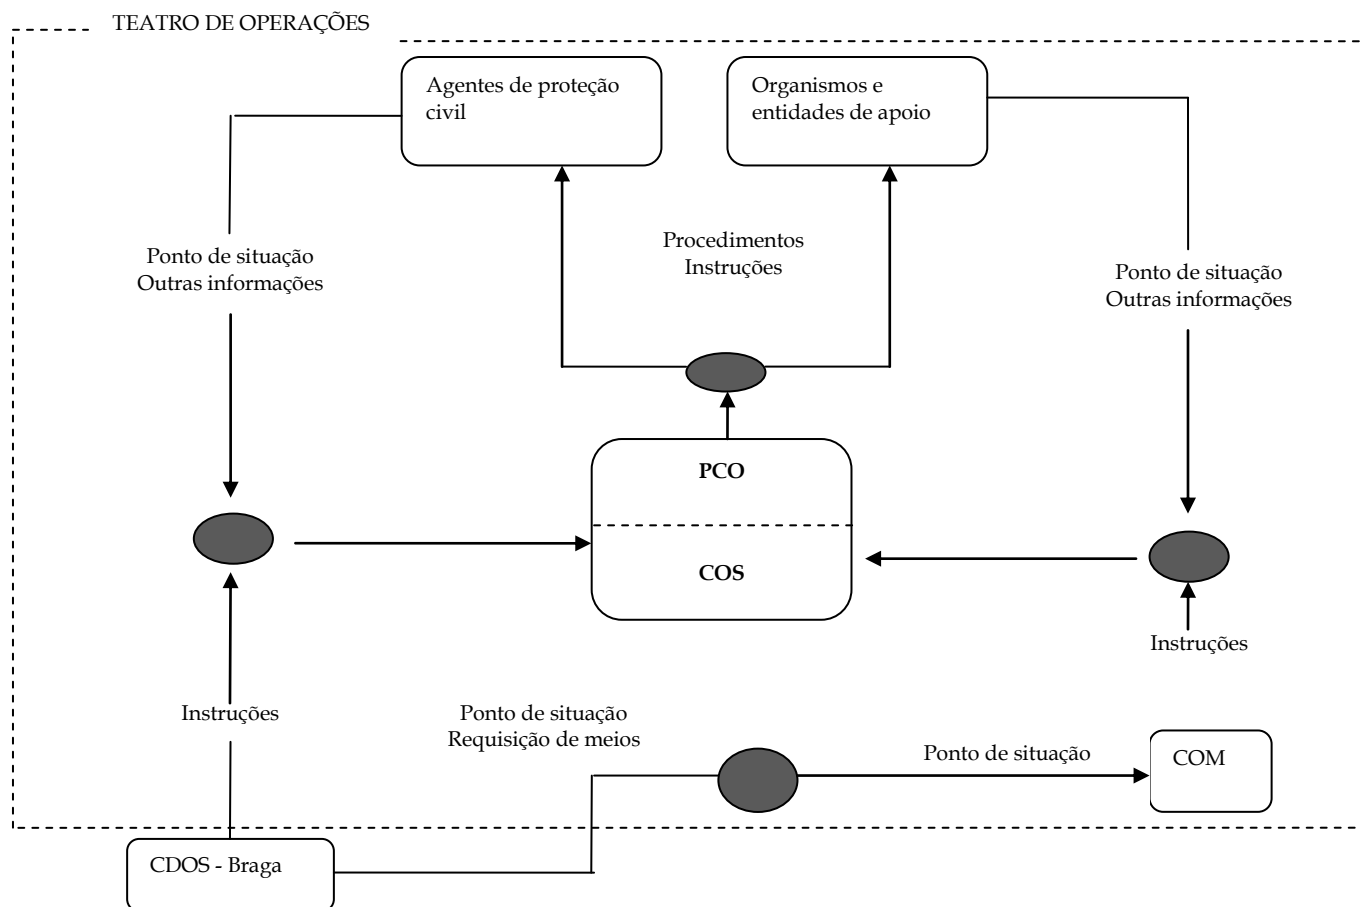 TEATRO DE OPERAÇÕES
Agentes de proteção
civil
Organismos e
entidades de apoio
Procedimentos
Instruções
Ponto de situação
Outras informações
Ponto de situação
Outras informações
PCO
COS
Instruções
Instruções
Ponto de situação
Requisição de meios
Ponto de situação
COM
CDOS - Braga